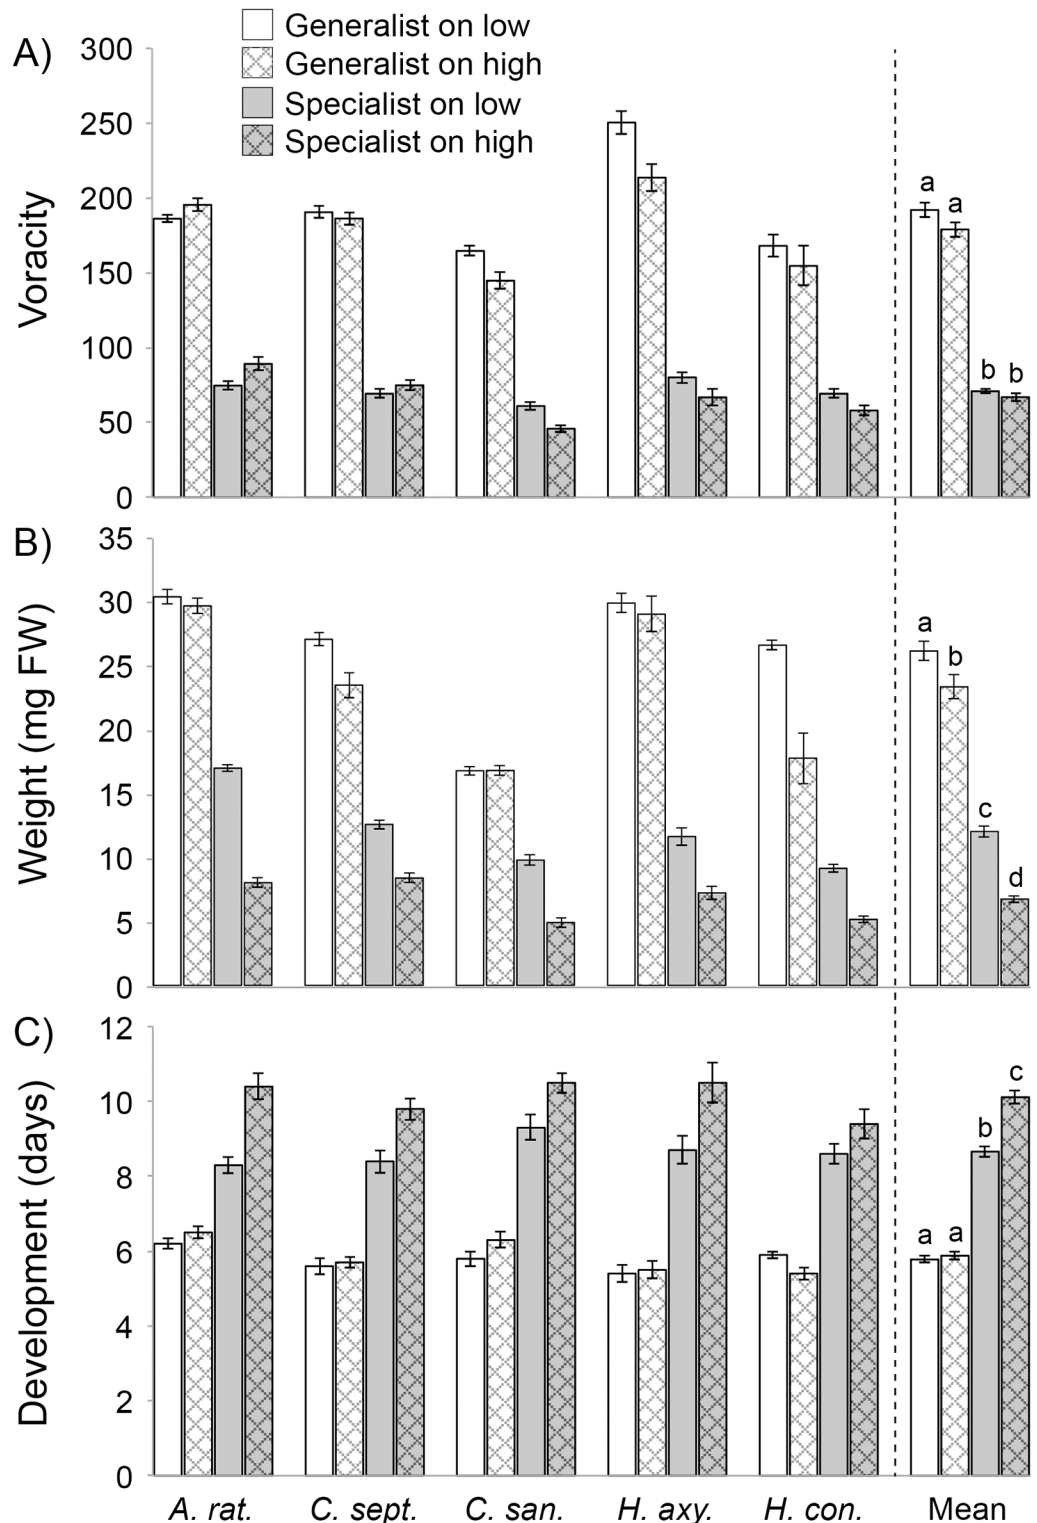 A)
Generalist on low
Generalist on high
Specialist on low
Specialist on high
Voracity
300
250
200
150
100
50
0
a
a
b
b
B)
Weight (mg FW)
35
30
25
20
15
10
5
0
a
b
c
d
C)
Development (days)
12
10
8
6
4
2
0
a
a
b
c
A. rat. C. sept. C. san. H. axy. H. con. Mean